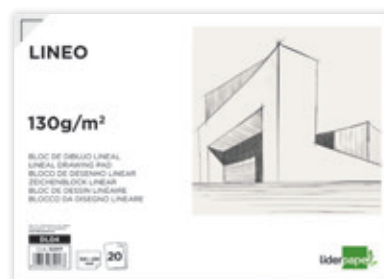 LINEO
130g/m²
BLOC DE DIBUJO LINEAL
LINEAL DRAWING PAD
BLOCO DE DESENHO LINEAR
ZEICHENBLOCK LINEAR
BLOC DE DESSIN LINEAIRE
BLOCCO DA DISEGNO LINEARE
DL04
20
liderpapel